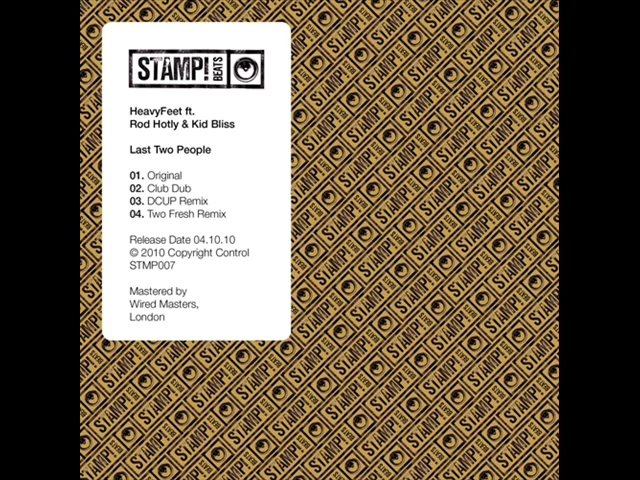 STAMP!
BEATS
HeavyFeet ft.
Rod Hotly & Kid Bliss
Last Two People
01. Original
02. Club Dub
03. DCUP Remix
04. Two Fresh Remix
Release Date 04.10.10
© 2010 Copyright Control
STMP007
Mastered by
Wired Masters,
London